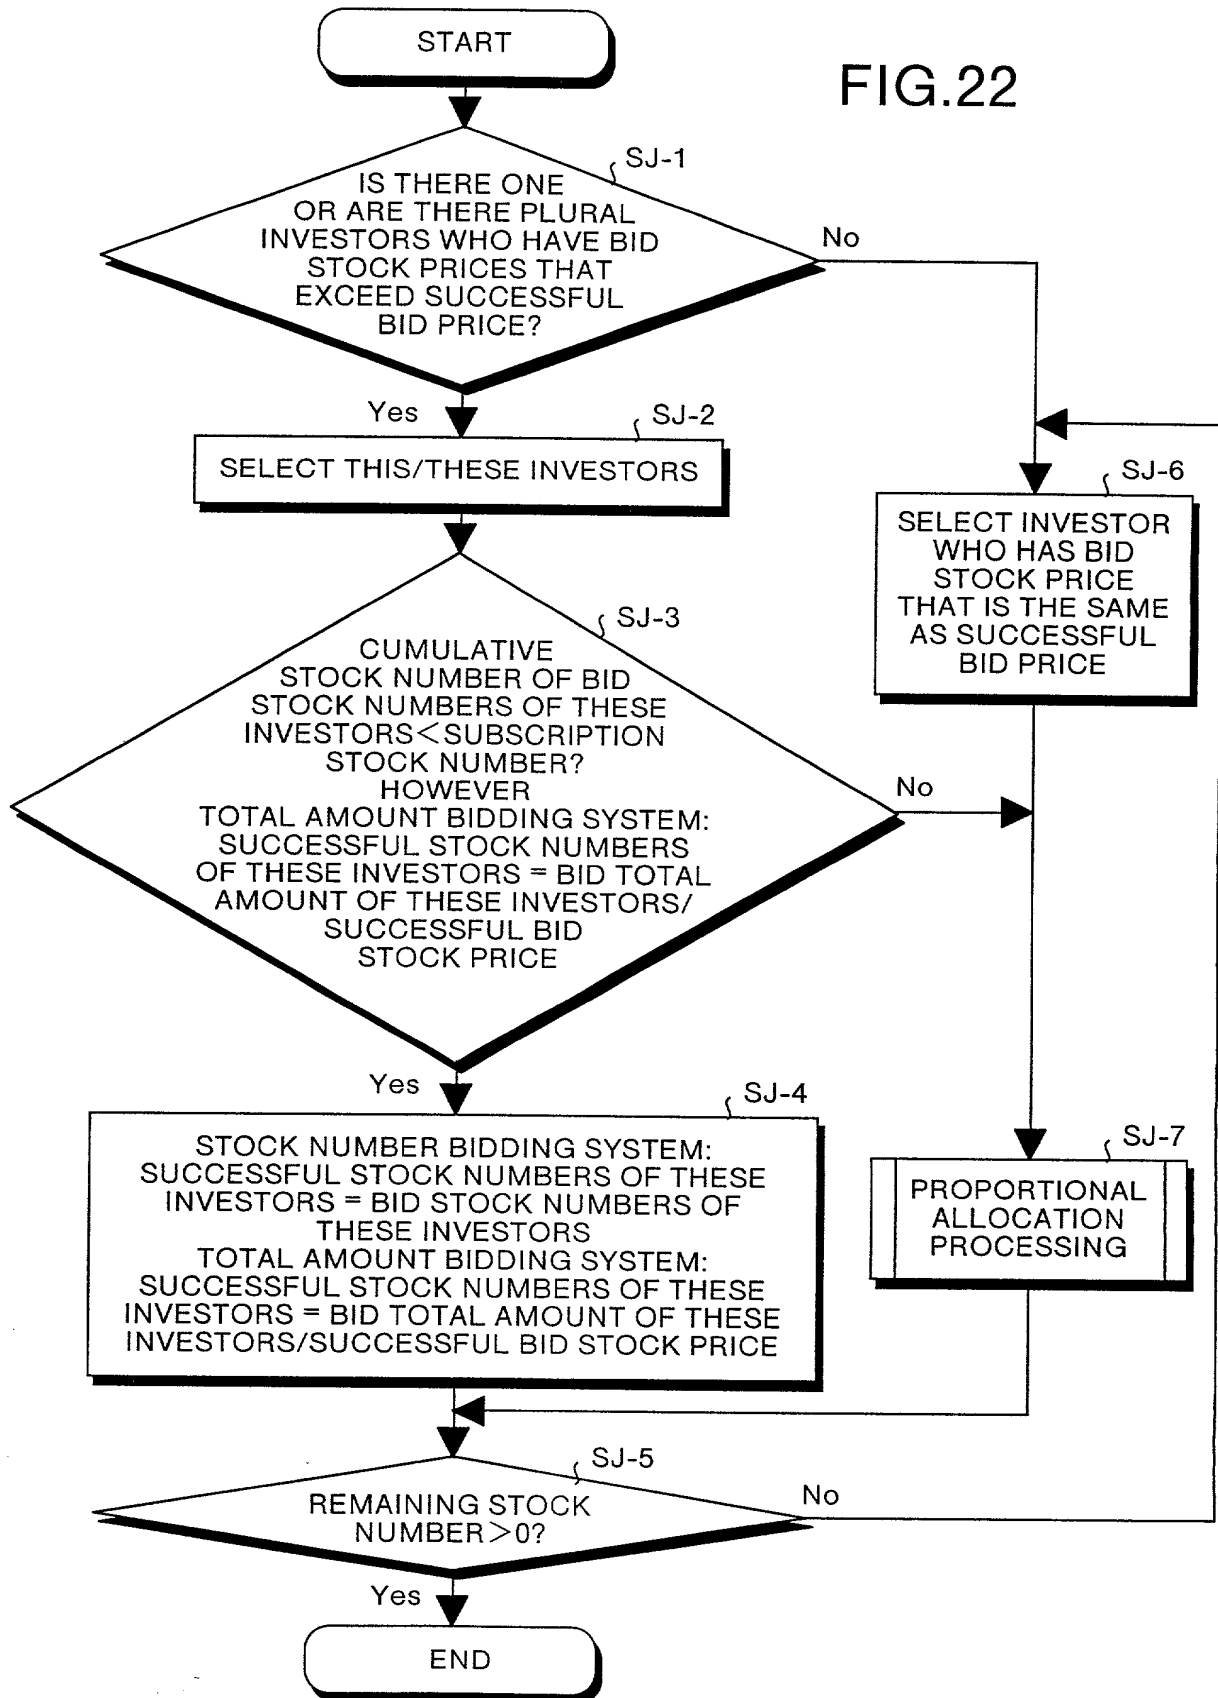 START
FIG.22
SJ-1
IS THERE ONE
OR ARE THERE PLURAL
INVESTORS WHO HAVE BID
STOCK PRICES THAT
EXCEED SUCCESSFUL
BID PRICE?
No
Yes
SJ-2
SELECT THIS/THESE INVESTORS
SJ-6
SELECT INVESTOR
WHO HAS BID
STOCK PRICE
THAT IS THE SAME
AS SUCCESSFUL
BID PRICE
SJ-3
CUMULATIVE
STOCK NUMBER OF BID
STOCK NUMBERS OF THESE
INVESTORS<SUBSCRIPTION
STOCK NUMBER?
HOWEVER
TOTAL AMOUNT BIDDING SYSTEM:
SUCCESSFUL STOCK NUMBERS
OF THESE INVESTORS = BID TOTAL
AMOUNT OF THESE INVESTORS/
SUCCESSFUL BID
STOCK PRICE
No
Yes
SJ-4
STOCK NUMBER BIDDING SYSTEM:
SUCCESSFUL STOCK NUMBERS OF THESE
INVESTORS = BID STOCK NUMBERS OF
THESE INVESTORS
TOTAL AMOUNT BIDDING SYSTEM:
SUCCESSFUL STOCK NUMBERS OF THESE
INVESTORS = BID TOTAL AMOUNT OF THESE
INVESTORS/SUCCESSFUL BID STOCK PRICE
SJ-7
PROPORTIONAL
ALLOCATION
PROCESSING
SJ-5
REMAINING STOCK
NUMBER>0?
No
Yes
END